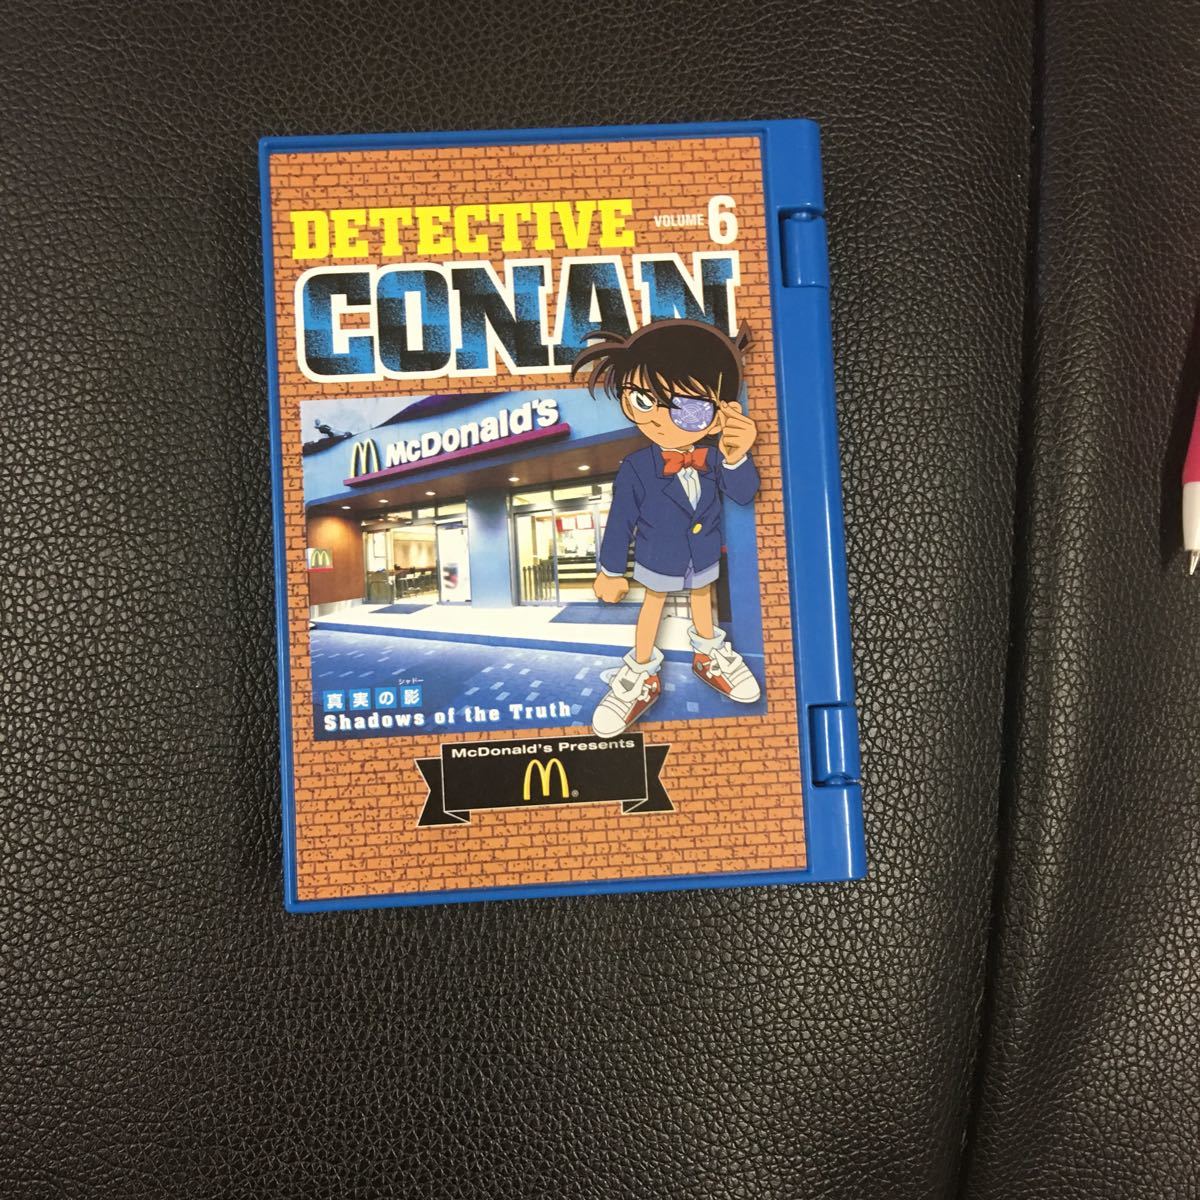 DETECTIVE VOLUME 6
CONAN
McDonald's
シャドー
真実の影
Shadows of the Truth
McDonald's Presents
M®